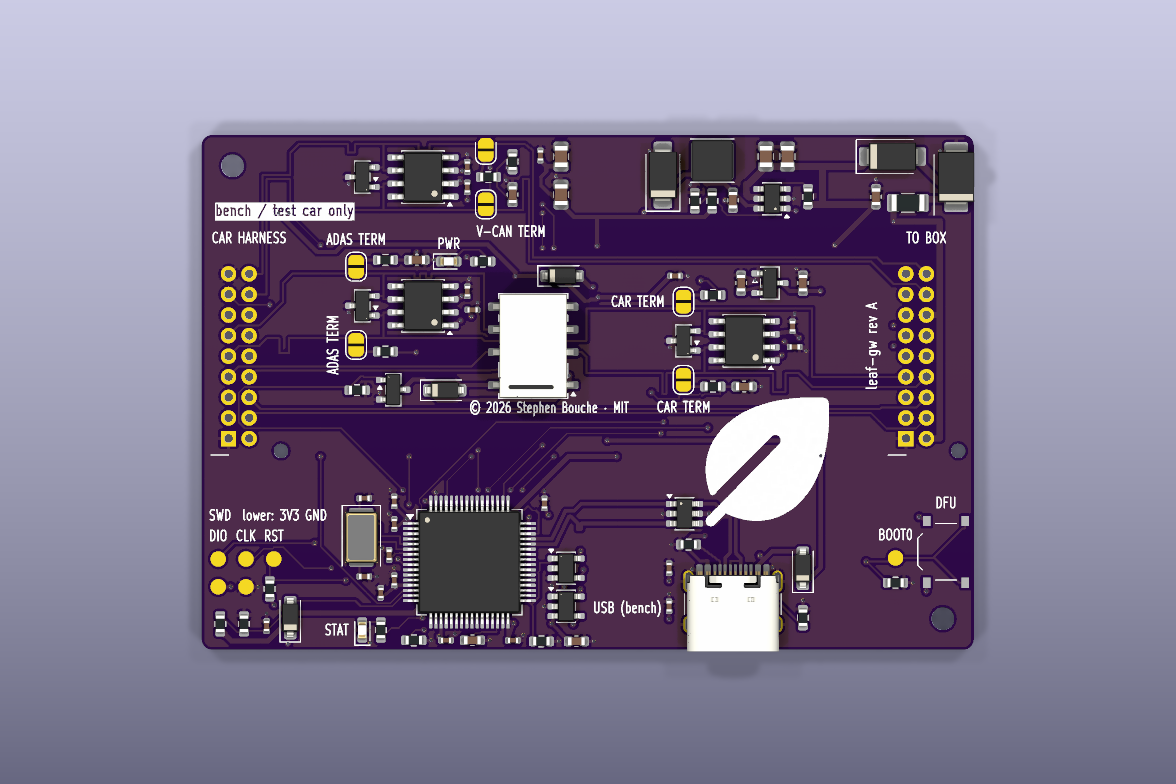 bench / test car only
CAR HARNESS
ADAS TERM
PWR
V-CAN TERM
TO BOX
CAR TERM
ADAS TERM
leaf-gw rev A
© 2026 Stephen Bouche · MIT
CAR TERM
SWD lower: 3V3 GND
DIO CLK RST
DFU
BOOT0
USB (bench)
STAT